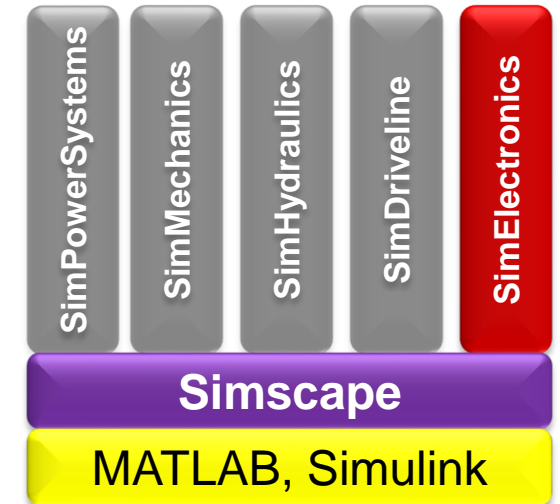 SimPowerSystems
SimMechanics
SimHydraulics
SimDriveline
SimElectronics
Simscape
MATLAB, Simulink